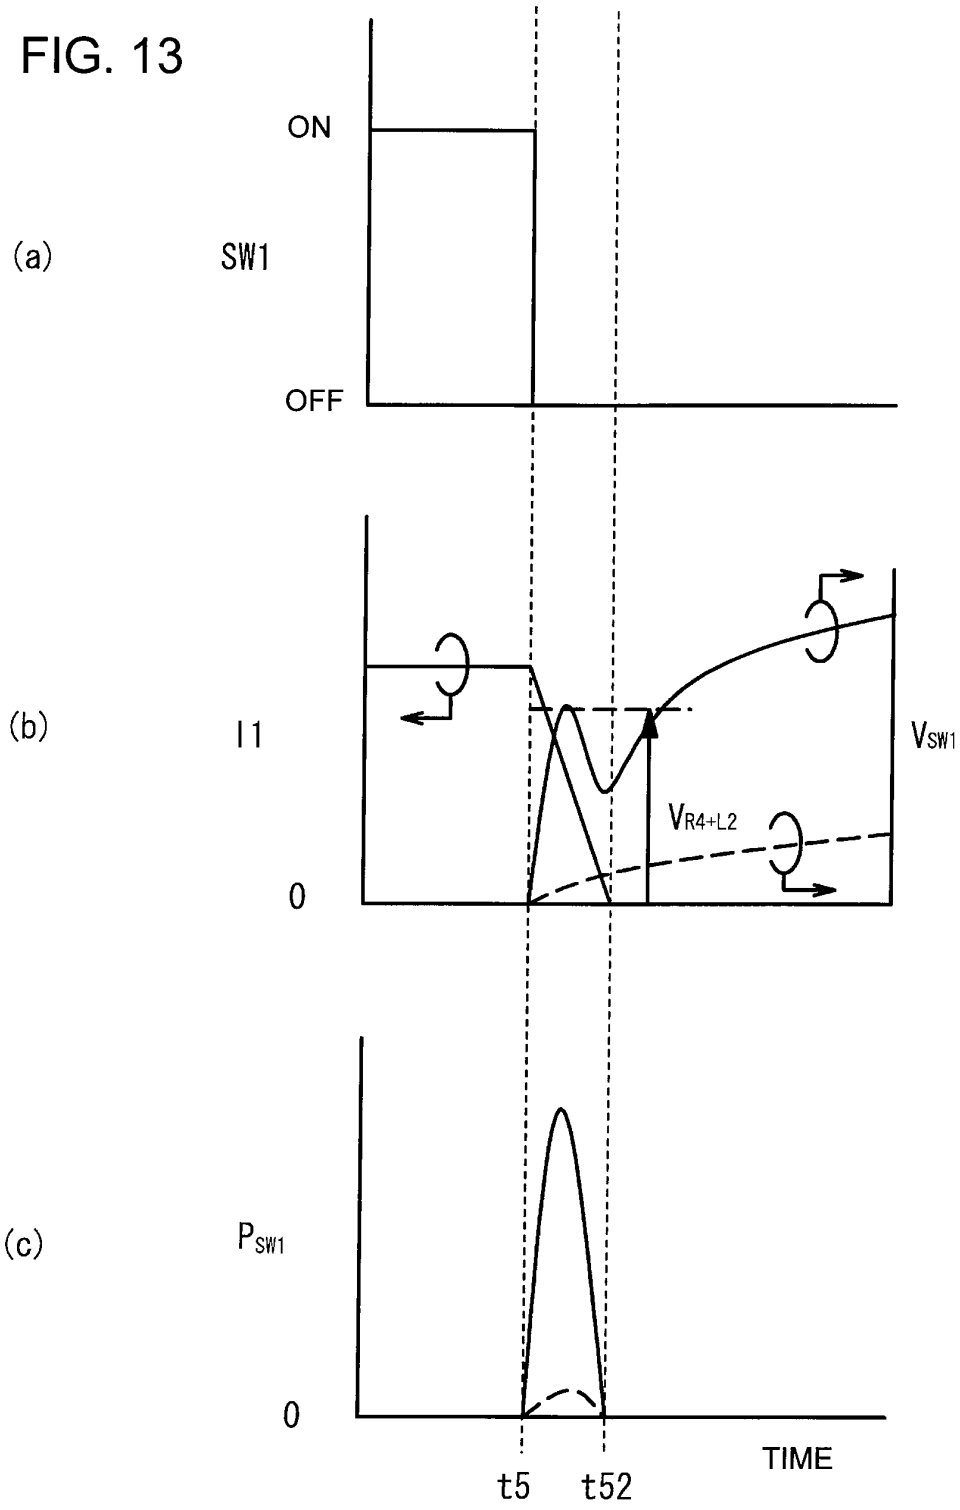 FIG. 13
ON
(a) SW1
OFF
(b) I1
VSW1
VR4+L2
0
(c) PSW1
0
TIME
t5 t52